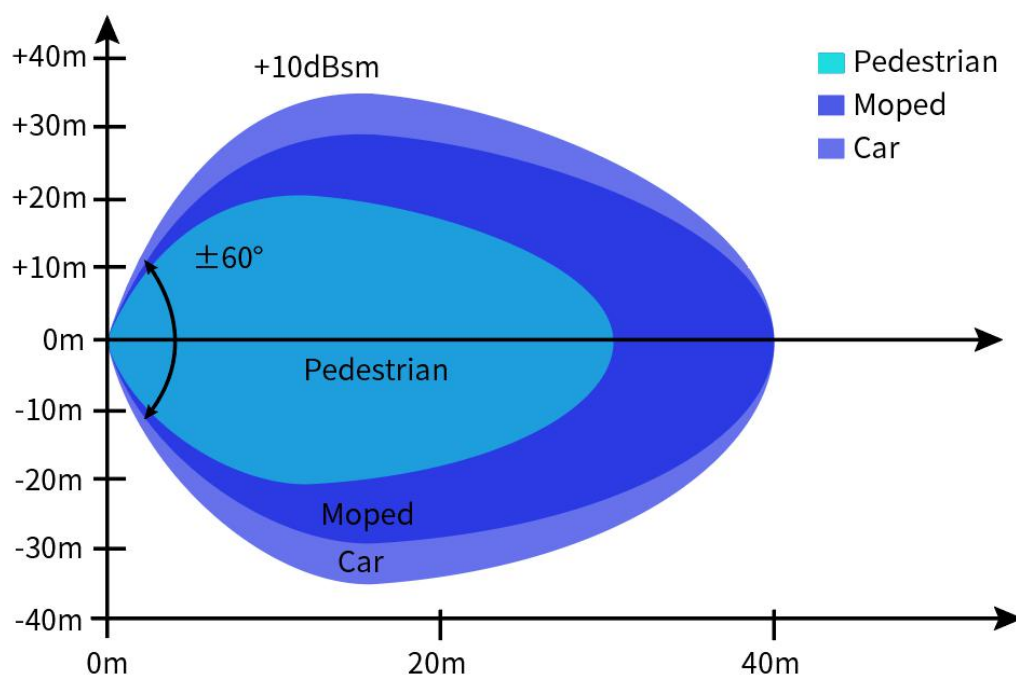 +40m
+30m
+20m
+10m
0m
-10m
-20m
-30m
-40m
+10dBsm
±60°
Pedestrian
Moped
Car
Pedestrian
Moped
Car
0m
20m
40m